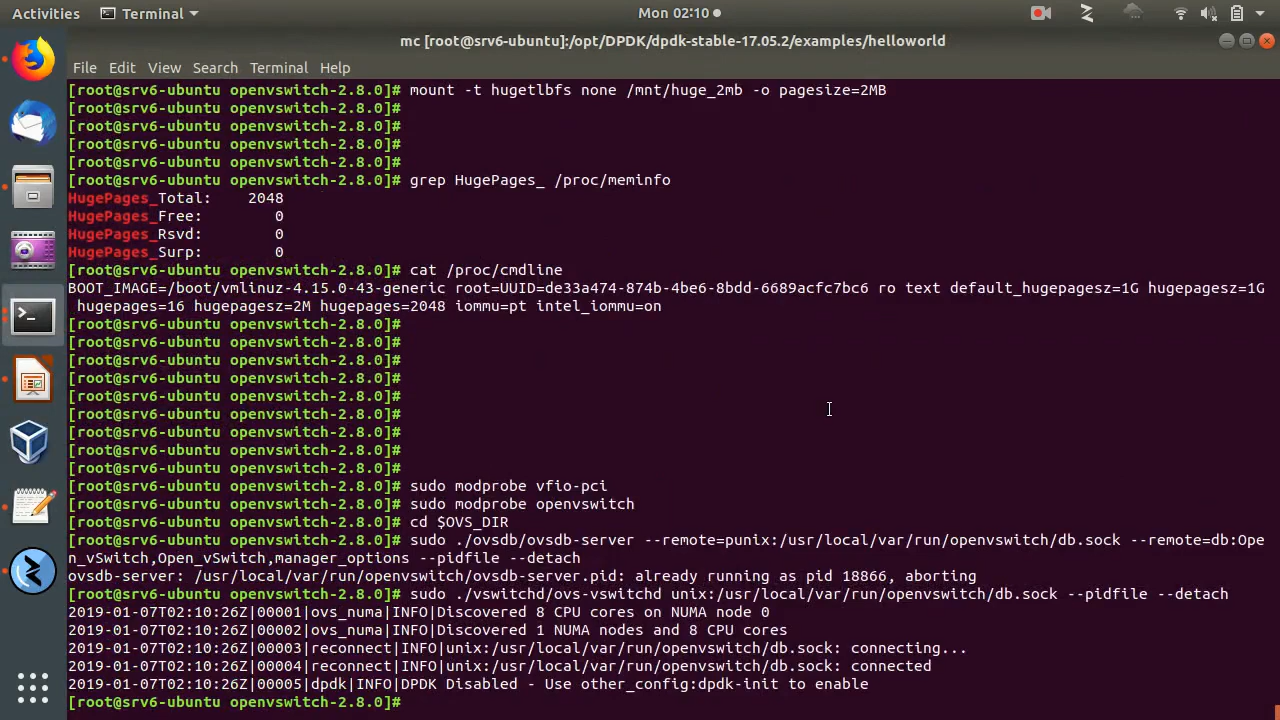 Activities Terminal Mon 02:10
mc [root@srv6-ubuntu]:/opt/DPDK/dpdk-stable-17.05.2/examples/helloworld
File Edit View Search Terminal Help
[root@srv6-ubuntu openvswitch-2.8.0]# mount -t hugetlbfs none /mnt/huge_2mb -o pagesize=2MB
[root@srv6-ubuntu openvswitch-2.8.0]#
[root@srv6-ubuntu openvswitch-2.8.0]#
[root@srv6-ubuntu openvswitch-2.8.0]#
[root@srv6-ubuntu openvswitch-2.8.0]#
[root@srv6-ubuntu openvswitch-2.8.0]# grep HugePages_ /proc/meminfo
HugePages_Total:    2048
HugePages_Free:        0
HugePages_Rsvd:        0
HugePages_Surp:        0
[root@srv6-ubuntu openvswitch-2.8.0]# cat /proc/cmdline
BOOT_IMAGE=/boot/vmlinuz-4.15.0-43-generic root=UUID=de33a474-874b-4be6-8bdd-6689acfc7bc6 ro text default_hugepagesz=1G hugepagesz=1G
 hugepages=16 hugepagesz=2M hugepages=2048 iommu=pt intel_iommu=on
[root@srv6-ubuntu openvswitch-2.8.0]#
[root@srv6-ubuntu openvswitch-2.8.0]#
[root@srv6-ubuntu openvswitch-2.8.0]#
[root@srv6-ubuntu openvswitch-2.8.0]#
[root@srv6-ubuntu openvswitch-2.8.0]#
[root@srv6-ubuntu openvswitch-2.8.0]#
[root@srv6-ubuntu openvswitch-2.8.0]#
[root@srv6-ubuntu openvswitch-2.8.0]#
[root@srv6-ubuntu openvswitch-2.8.0]#
[root@srv6-ubuntu openvswitch-2.8.0]# sudo modprobe vfio-pci
[root@srv6-ubuntu openvswitch-2.8.0]# sudo modprobe openvswitch
[root@srv6-ubuntu openvswitch-2.8.0]# cd $OVS_DIR
[root@srv6-ubuntu openvswitch-2.8.0]# sudo ./ovsdb/ovsdb-server --remote=punix:/usr/local/var/run/openvswitch/db.sock --remote=db:Ope
n_vSwitch,Open_vSwitch,manager_options --pidfile --detach
ovsdb-server: /usr/local/var/run/openvswitch/ovsdb-server.pid: already running as pid 18866, aborting
[root@srv6-ubuntu openvswitch-2.8.0]# sudo ./vswitchd/ovs-vswitchd unix:/usr/local/var/run/openvswitch/db.sock --pidfile --detach
2019-01-07T02:10:26Z|00001|ovs_numa|INFO|Discovered 8 CPU cores on NUMA node 0
2019-01-07T02:10:26Z|00002|ovs_numa|INFO|Discovered 1 NUMA nodes and 8 CPU cores
2019-01-07T02:10:26Z|00003|reconnect|INFO|unix:/usr/local/var/run/openvswitch/db.sock: connecting...
2019-01-07T02:10:26Z|00004|reconnect|INFO|unix:/usr/local/var/run/openvswitch/db.sock: connected
2019-01-07T02:10:26Z|00005|dpdk|INFO|DPDK Disabled - Use other_config:dpdk-init to enable
[root@srv6-ubuntu openvswitch-2.8.0]#